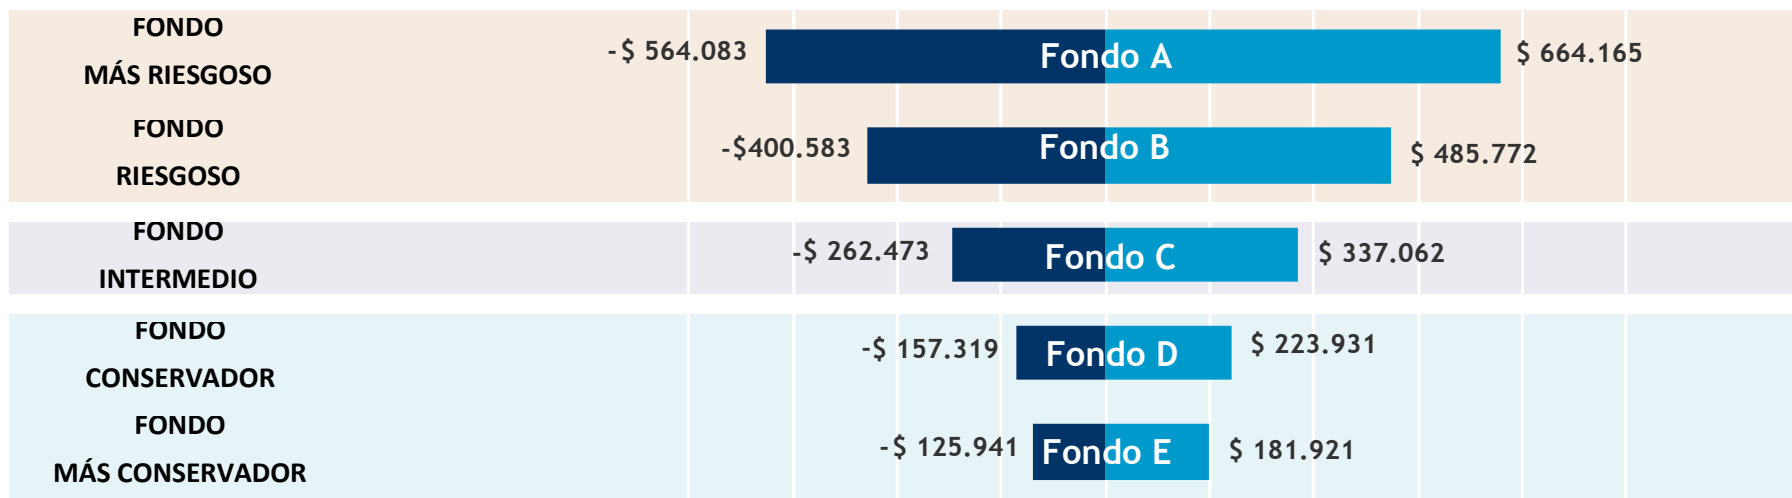 FONDO
MÁS RIESGOSO
-$ 564.083
Fondo A
$ 664.165
FONDO
RIESGOSO
-$400.583
Fondo B
$ 485.772
FONDO
INTERMEDIO
-$ 262.473
Fondo C
$ 337.062
FONDO
CONSERVADOR
-$ 157.319
Fondo D
$ 223.931
FONDO
MÁS CONSERVADOR
-$ 125.941
Fondo E
$ 181.921